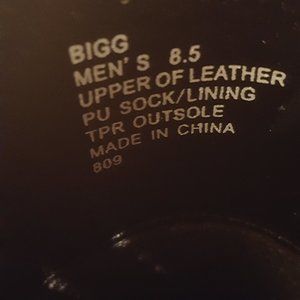 BIGG
MEN'S 8.5
UPPER OF LEATHER
PU SOCK/LINING
TPR OUTSOLE
MADE IN CHINA
809